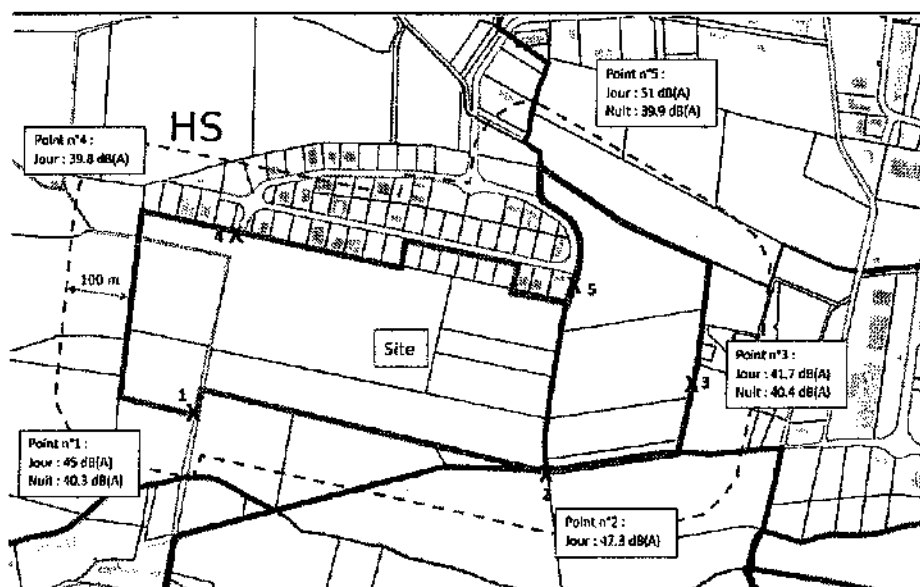 Point n°5 :
Jour : 51 dB(A)
Nuit : 39.9 dB(A)
HS
Point n°4 :
Jour : 39.8 dB(A)
4
100 m
5
Site
Point n°3 :
Jour : 41.7 dB(A)
Nuit : 40.4 dB(A)
3
1
Point n°1 :
Jour : 45 dB(A)
Nuit : 40.3 dB(A)
2
Point n°2 :
Jour : 47.3 dB(A)